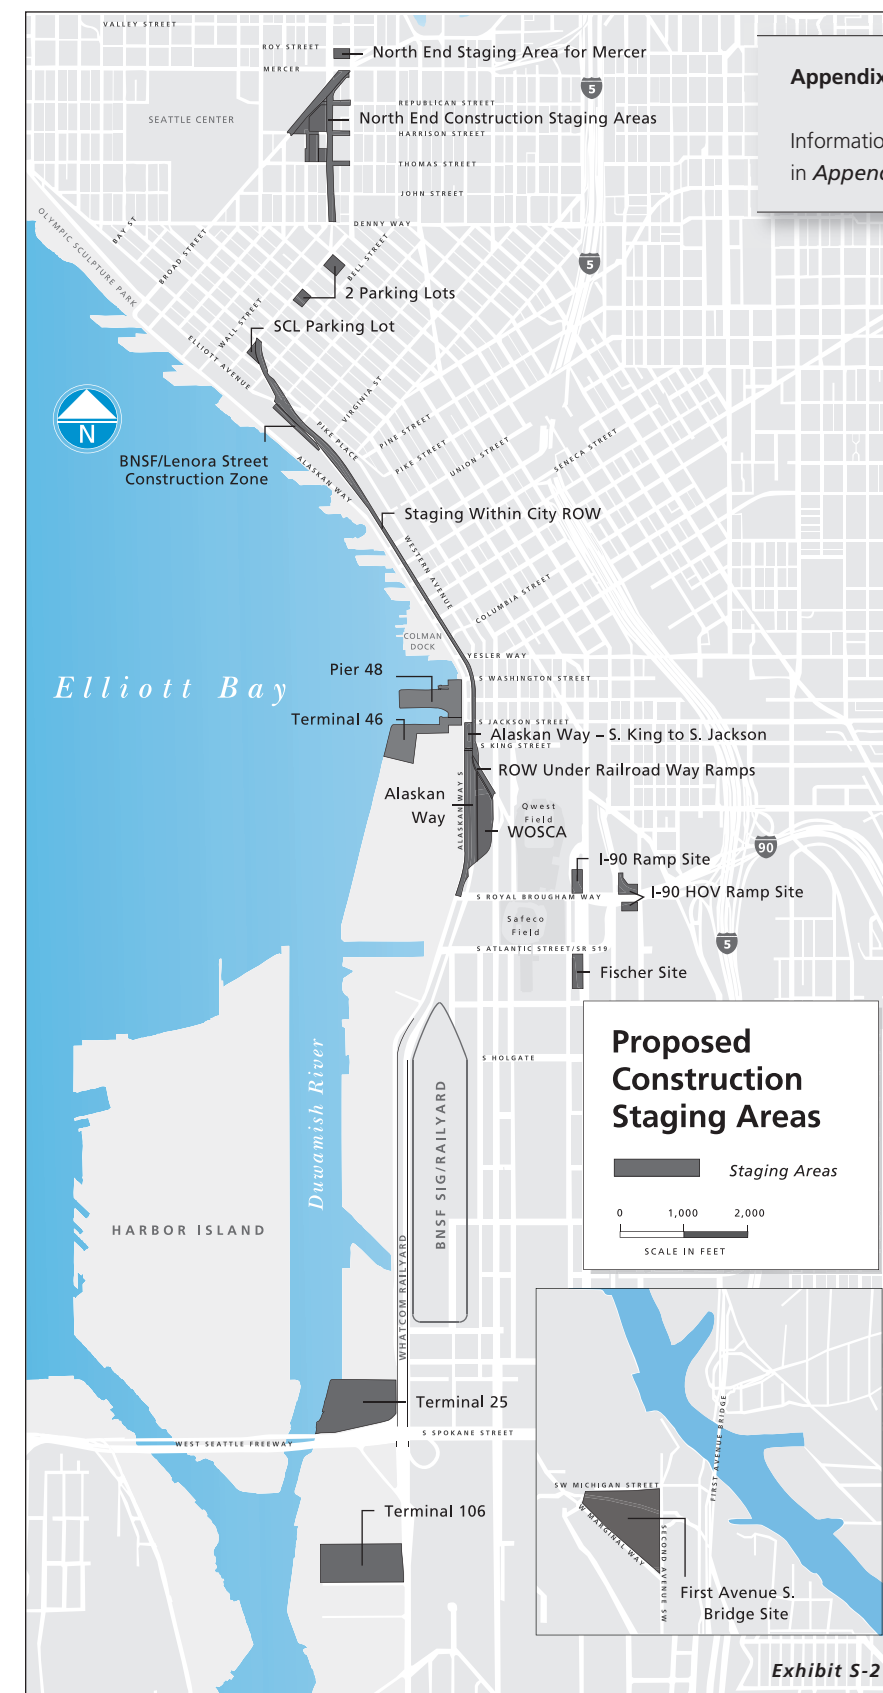 VALLEY STREET
ROY STREET
North End Staging Area for Mercer
MERCER
Appendix
5
REPUBLICAN STREET
SEATTLE CENTER
North End Construction Staging Areas
HARRISON STREET
Informatio
THOMAS STREET
in Appen
JOHN STREET
OLYMPIC SCULPTURE PARK
BAY ST
DENNY WAY
BROAD STREET
BELL STREET
5
2 Parking Lots
WALL STREET
SCL Parking Lot
ELLIOTT AVENUE
VIRGINIA ST
N
PIKE PLACE
PINE STREET
PIKE STREET
UNION STREET
SENECA STREET
BNSF/Lenora Street
Construction Zone
ALASKAN WAY
Staging Within City ROW
WESTERN AVENUE
COLUMBIA STREET
COLMAN
DOCK
YESLER WAY
Pier 48
S WASHINGTON STREET
Elliott Bay
Terminal 46
S JACKSON STREET
Alaskan Way – S. King to S. Jackson
S KING STREET
ROW Under Railroad Way Ramps
Alaskan
Way
ALASKAN WAY S
Qwest
Field
WOSCA
90
I-90 Ramp Site
I-90 HOV Ramp Site
S ROYAL BROUGHAM WAY
Safeco
Field
5
S ATLANTIC STREET/SR 519
Fischer Site
Proposed
Construction
Staging Areas
S HOLGATE
Duwamish River
BNSF SIG/RAILYARD
Staging Areas
0 1,000 2,000
SCALE IN FEET
HARBOR ISLAND
WHATCOM RAILYARD
Terminal 25
S SPOKANE STREET
WEST SEATTLE FREEWAY
FIRST AVENUE BRIDGE
SW MICHIGAN STREET
W MARGINAL WAY
SECOND AVENUE SW
Terminal 106
First Avenue S.
Bridge Site
Exhibit S-2